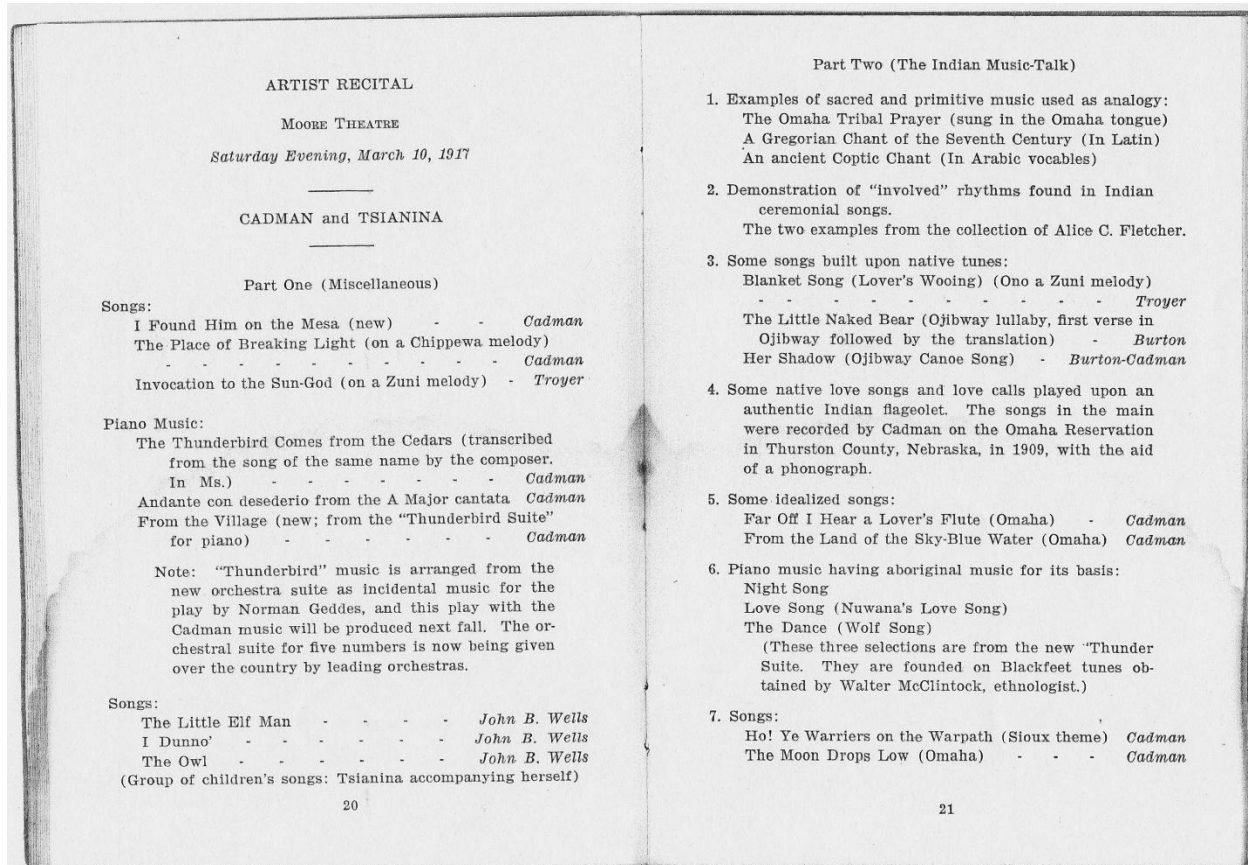 ARTIST RECITAL
MOORE THEATRE
Saturday Evening, March 10, 1917
CADMAN and TSIANINA
Part One (Miscellaneous)
Songs:
I Found Him on the Mesa (new) - - Cadman
The Place of Breaking Light (on a Chippewa melody)
- - - - - - - - - - Cadman
Invocation to the Sun-God (on a Zuni melody) - Troyer
Piano Music:
The Thunderbird Comes from the Cedars (transcribed
from the song of the same name by the composer.
In Ms.) - - - - - - - Cadman
Andante con desederio from the A Major cantata Cadman
From the Village (new; from the "Thunderbird Suite"
for piano) - - - - - - Cadman
Note: "Thunderbird" music is arranged from the
new orchestra suite as incidental music for the
play by Norman Geddes, and this play with the
Cadman music will be produced next fall. The or-
chestral suite for five numbers is now being given
over the country by leading orchestras.
Songs:
The Little Elf Man - - - - John B. Wells
I Dunno' - - - - - - John B. Wells
The Owl - - - - - - John B. Wells
(Group of children's songs: Tsianina accompanying herself)
20
Part Two (The Indian Music-Talk)
1. Examples of sacred and primitive music used as analogy:
The Omaha Tribal Prayer (sung in the Omaha tongue)
A Gregorian Chant of the Seventh Century (In Latin)
An ancient Coptic Chant (In Arabic vocables)
2. Demonstration of "involved" rhythms found in Indian
ceremonial songs.
The two examples from the collection of Alice C. Fletcher.
3. Some songs built upon native tunes:
Blanket Song (Lover's Wooing) (Ono a Zuni melody)
- - - - - - - - - - - Troyer
The Little Naked Bear (Ojibway lullaby, first verse in
Ojibway followed by the translation) - Burton
Her Shadow (Ojibway Canoe Song) - Burton-Cadman
4. Some native love songs and love calls played upon an
authentic Indian flageolet. The songs in the main
were recorded by Cadman on the Omaha Reservation
in Thurston County, Nebraska, in 1909, with the aid
of a phonograph.
5. Some idealized songs:
Far Off I Hear a Lover's Flute (Omaha) - Cadman
From the Land of the Sky-Blue Water (Omaha) Cadman
6. Piano music having aboriginal music for its basis:
Night Song
Love Song (Nuwana's Love Song)
The Dance (Wolf Song)
(These three selections are from the new "Thunder
Suite. They are founded on Blackfeet tunes ob-
tained by Walter McClintock, ethnologist.)
7. Songs:
Ho! Ye Warriers on the Warpath (Sioux theme) Cadman
The Moon Drops Low (Omaha) - - - Cadman
21